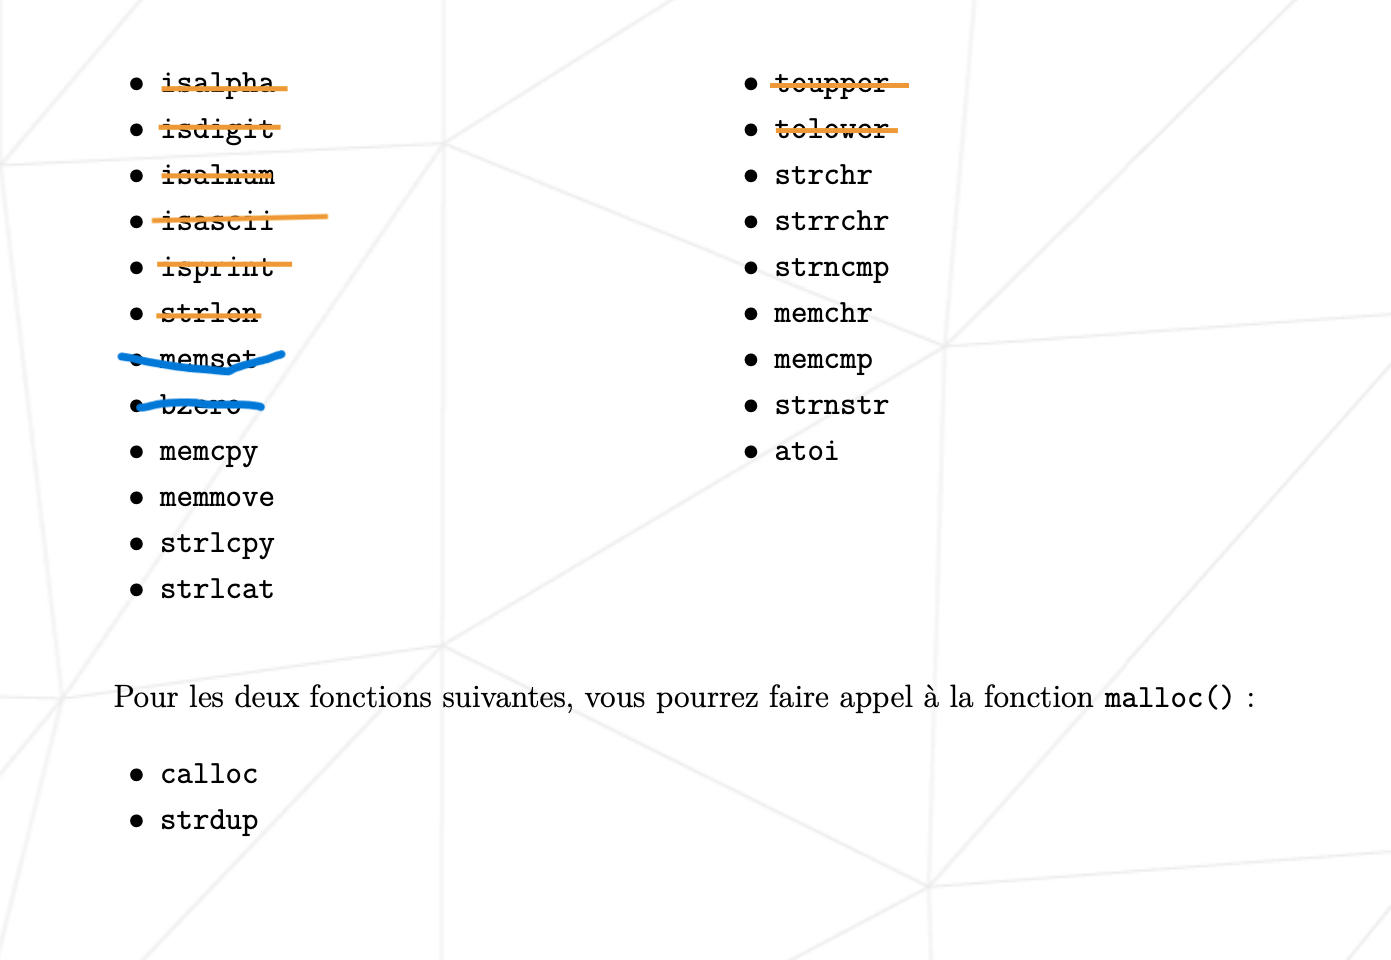 • isalpha
• isdigit
• isalnum
• isascii
• isprint
• strlen
• memset
• bzero
• memcpy
• memmove
• strlcpy
• strlcat
• toupper
• tolower
• strchr
• strrchr
• strncmp
• memchr
• memcmp
• strnstr
• atoi
Pour les deux fonctions suivantes, vous pourrez faire appel à la fonction malloc() :
• calloc
• strdup